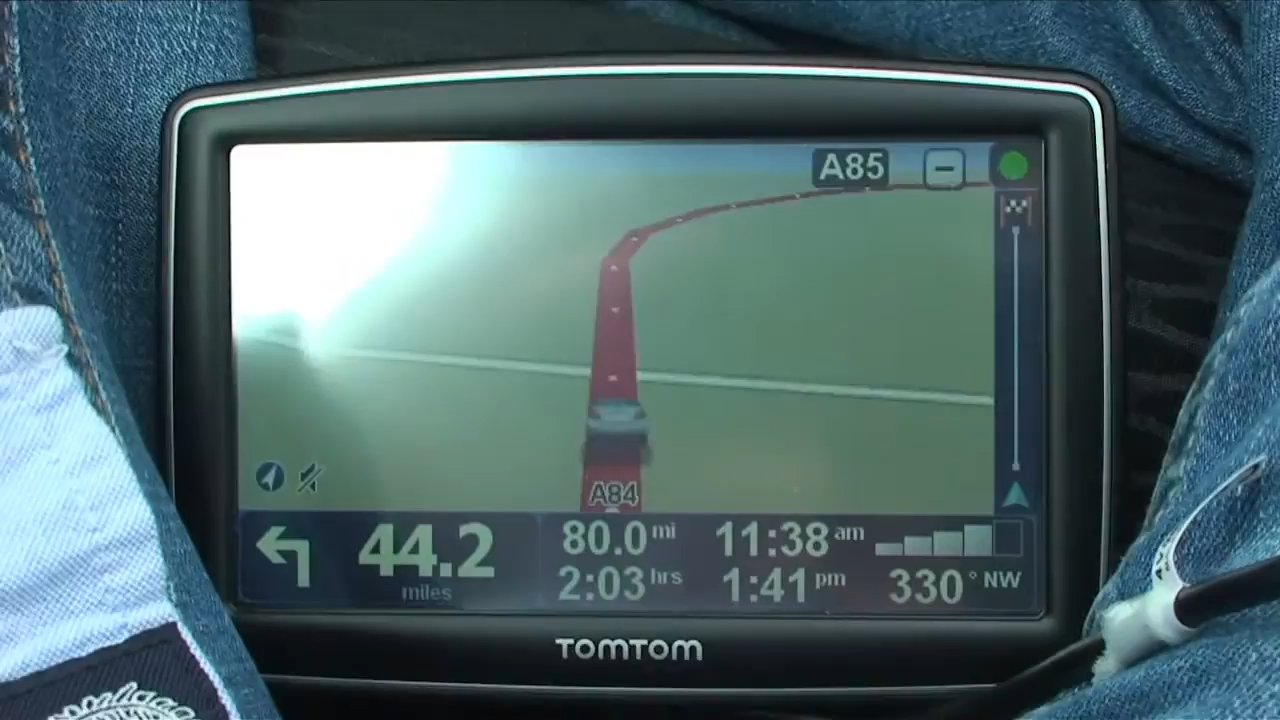 A85
A84
44.2
miles
80.0 mi
2:03 hrs
11:38 am
1:41 pm
330° NW
TOMTOM